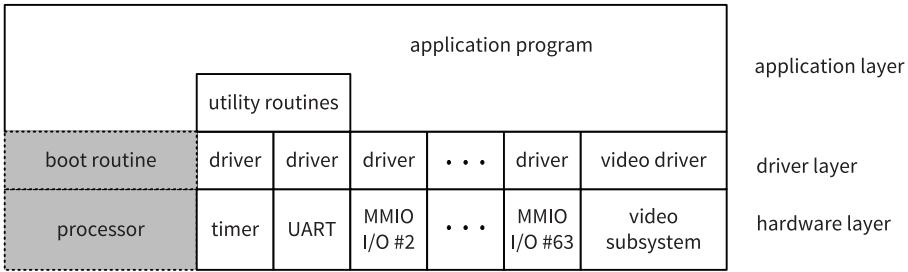 application program
application layer
utility routines
boot routine driver driver driver • • • driver video driver
driver layer
processor timer UART MMIO I/O #2 • • • MMIO I/O #63 video subsystem
hardware layer